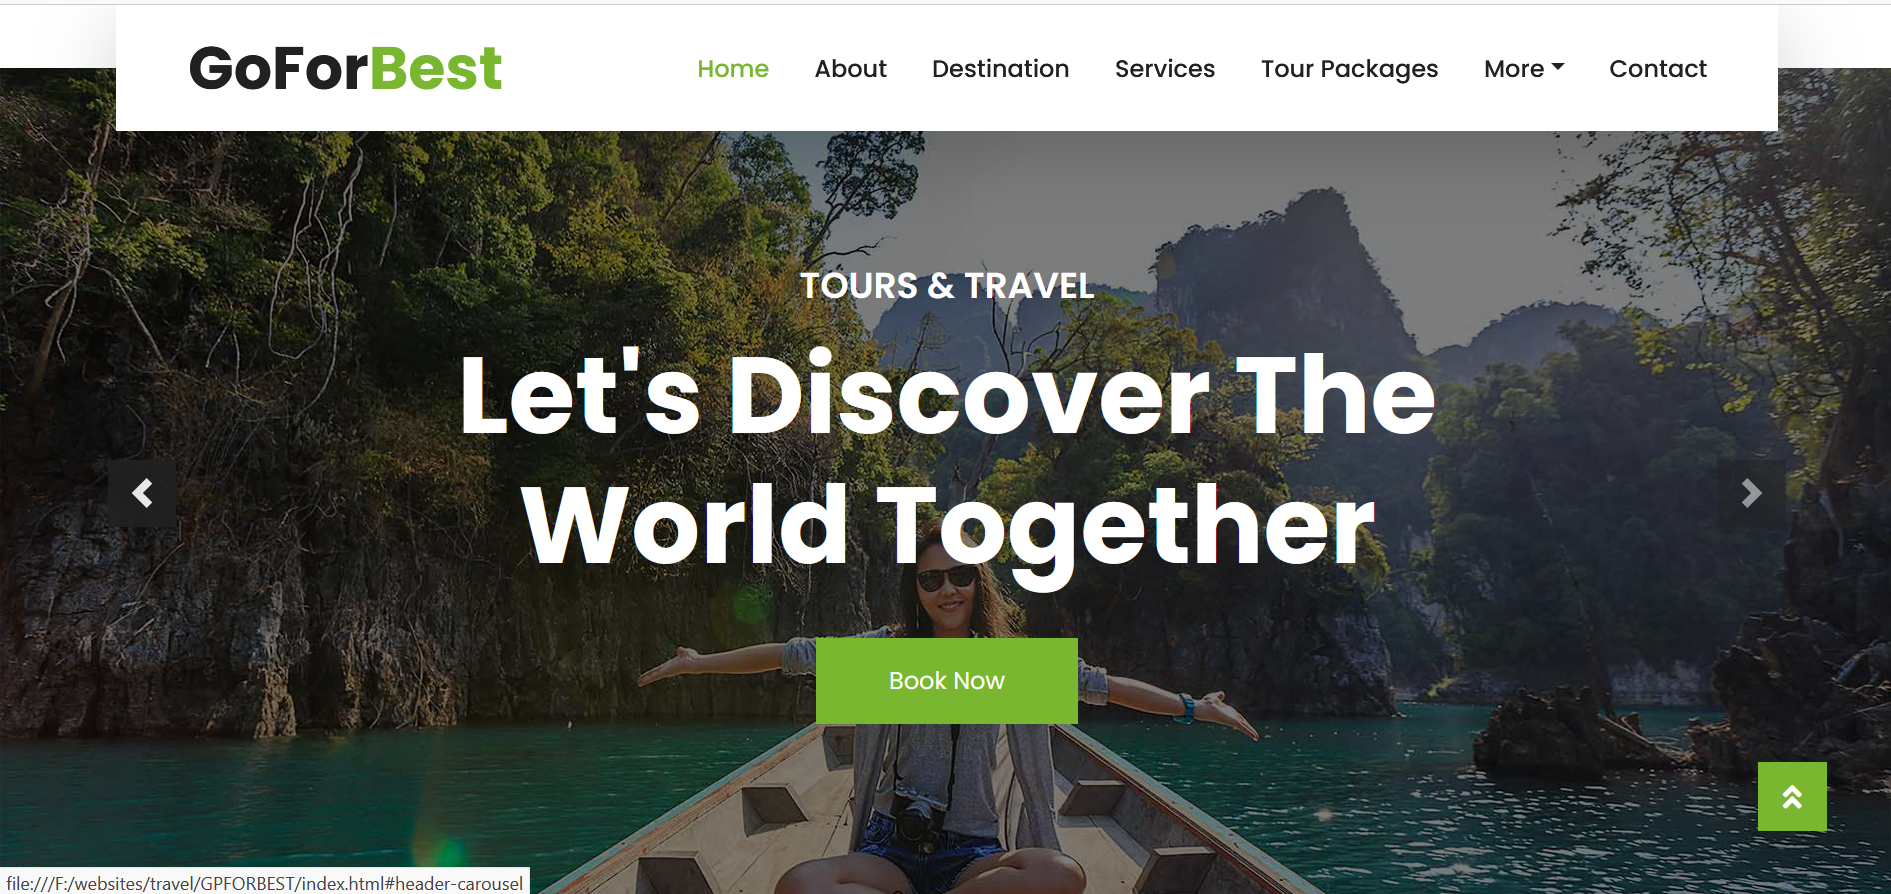 GoForBest
Home About Destination Services Tour Packages More Contact
TOURS & TRAVEL
Let's Discover The
World Together
Book Now
file:///F:/websites/travel/GPFORBEST/index.html#header-carousel